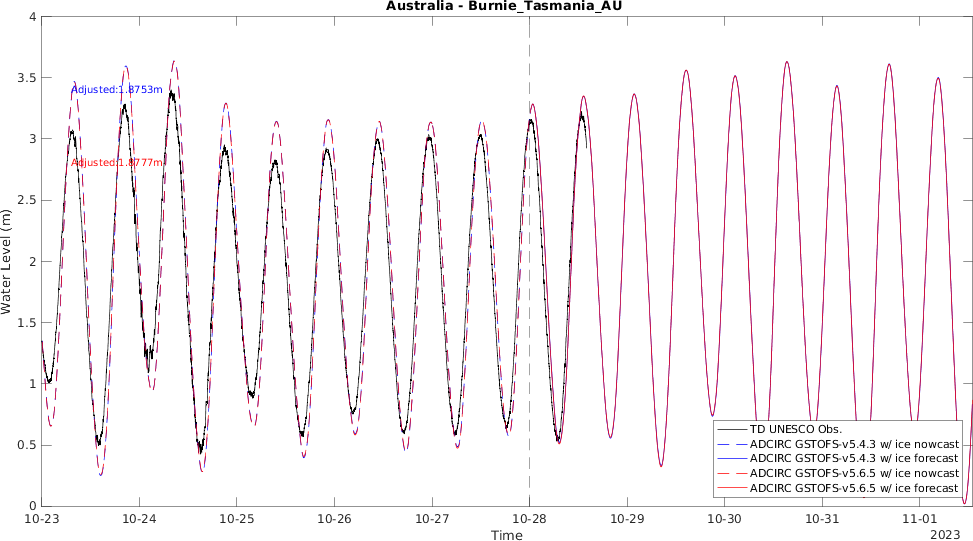 Australia - Burnie_Tasmania_AU
4
3.5
3
2.5
2
1.5
1
0.5
0
Water Level (m)
Adjusted:1.8753m
Adjusted:1.8777m
TD UNESCO Obs.
ADCIRC GSTOFS-v5.4.3 w/ ice nowcast
ADCIRC GSTOFS-v5.4.3 w/ ice forecast
ADCIRC GSTOFS-v5.6.5 w/ ice nowcast
ADCIRC GSTOFS-v5.6.5 w/ ice forecast
10-23 10-24 10-25 10-26 10-27 10-28 10-29 10-30 10-31 11-01
Time
2023